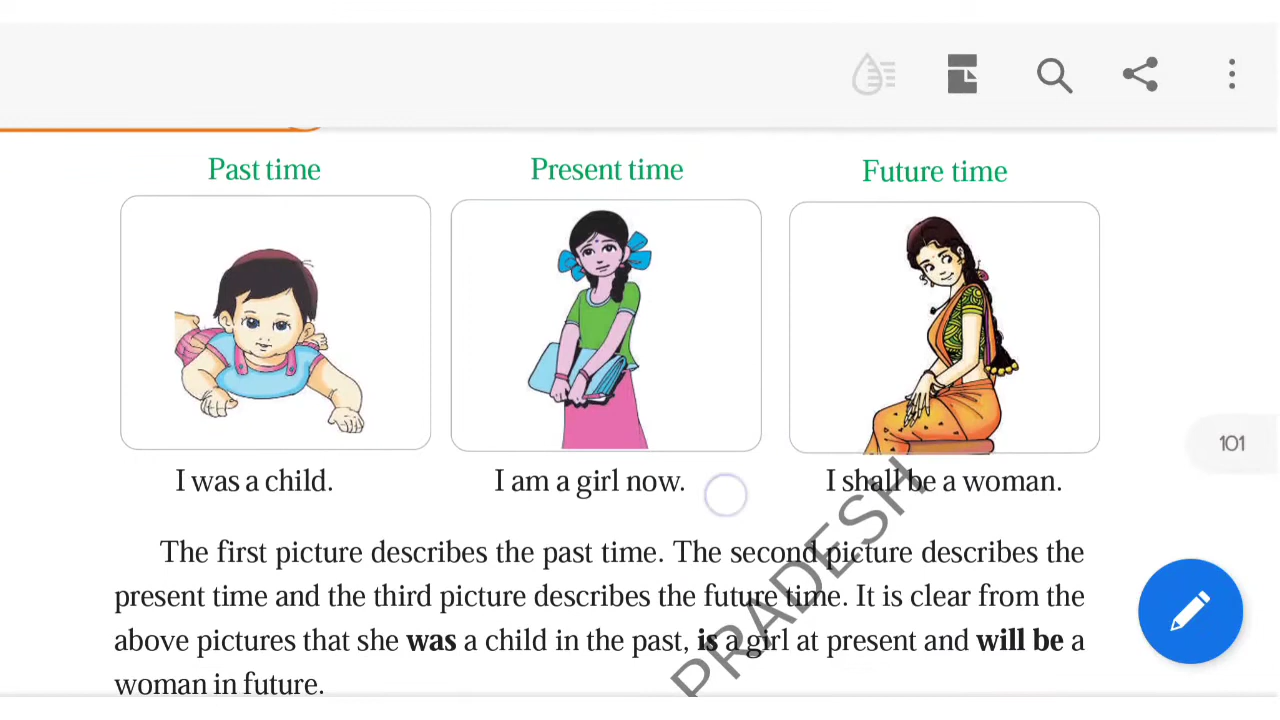 Past time Present time Future time
101
I was a child. I am a girl now. I shall be a woman.
The first picture describes the past time. The second picture describes the
present time and the third picture describes the future time. It is clear from the
above pictures that she was a child in the past, is a girl at present and will be a
woman in future.
PRADESH